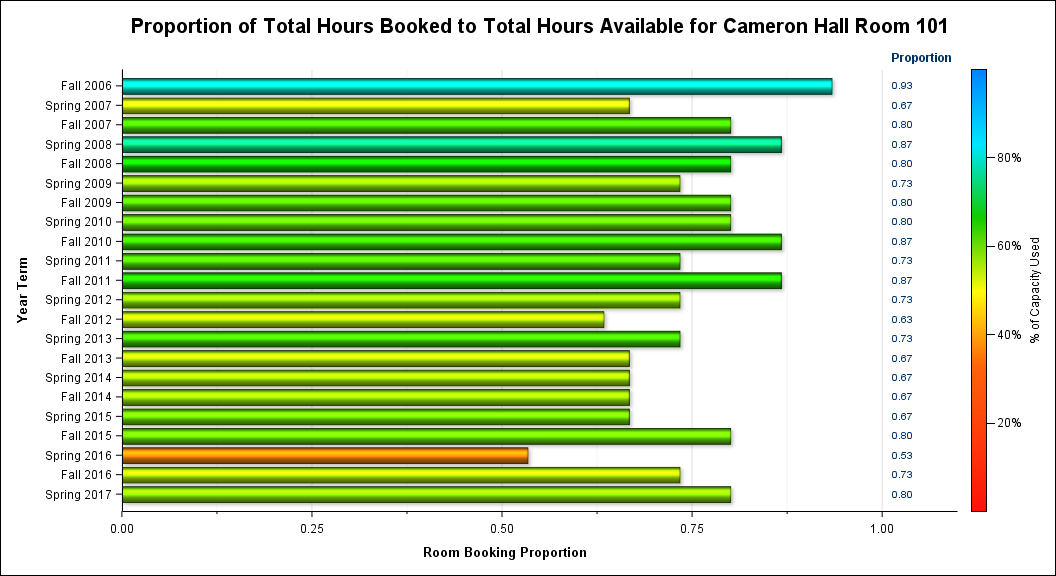 Proportion of Total Hours Booked to Total Hours Available for Cameron Hall Room 101
Proportion
Fall 2006 0.93
Spring 2007 0.67
Fall 2007 0.80
Spring 2008 0.87
Fall 2008 0.80
Spring 2009 0.73
Fall 2009 0.80
Spring 2010 0.80
Fall 2010 0.87
Spring 2011 0.73
Fall 2011 0.87
Spring 2012 0.73
Fall 2012 0.63
Spring 2013 0.73
Fall 2013 0.67
Spring 2014 0.67
Fall 2014 0.67
Spring 2015 0.67
Fall 2015 0.80
Spring 2016 0.53
Fall 2016 0.73
Spring 2017 0.80
Year Term
0.00 0.25 0.50 0.75 1.00
Room Booking Proportion
80%
60%
40%
20%
% of Capacity Used